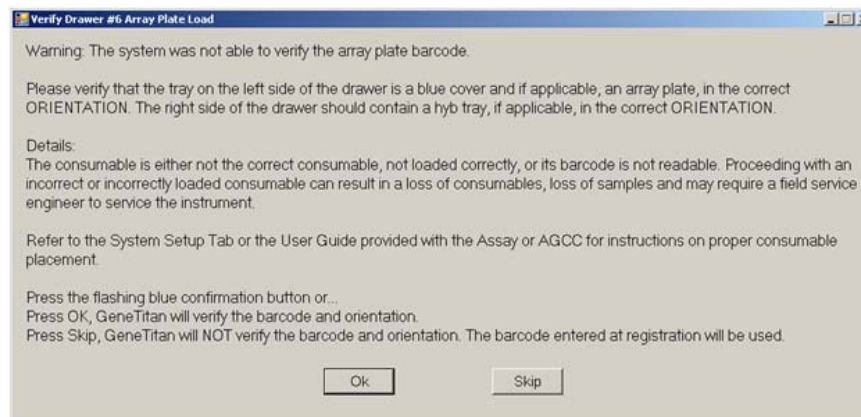 Verify Drawer #6 Array Plate Load
Warning: The system was not able to verify the array plate barcode.
Please verify that the tray on the left side of the drawer is a blue cover and if applicable, an array plate, in the correct
ORIENTATION. The right side of the drawer should contain a hyb tray, if applicable, in the correct ORIENTATION.
Details:
The consumable is either not the correct consumable, not loaded correctly, or its barcode is not readable. Proceeding with an
incorrect or incorrectly loaded consumable can result in a loss of consumables, loss of samples and may require a field service
engineer to service the instrument.
Refer to the System Setup Tab or the User Guide provided with the Assay or AGCC for instructions on proper consumable
placement.
Press the flashing blue confirmation button or...
Press OK, GeneTitan will verify the barcode and orientation.
Press Skip, GeneTitan will NOT verify the barcode and orientation. The barcode entered at registration will be used.
Ok
Skip